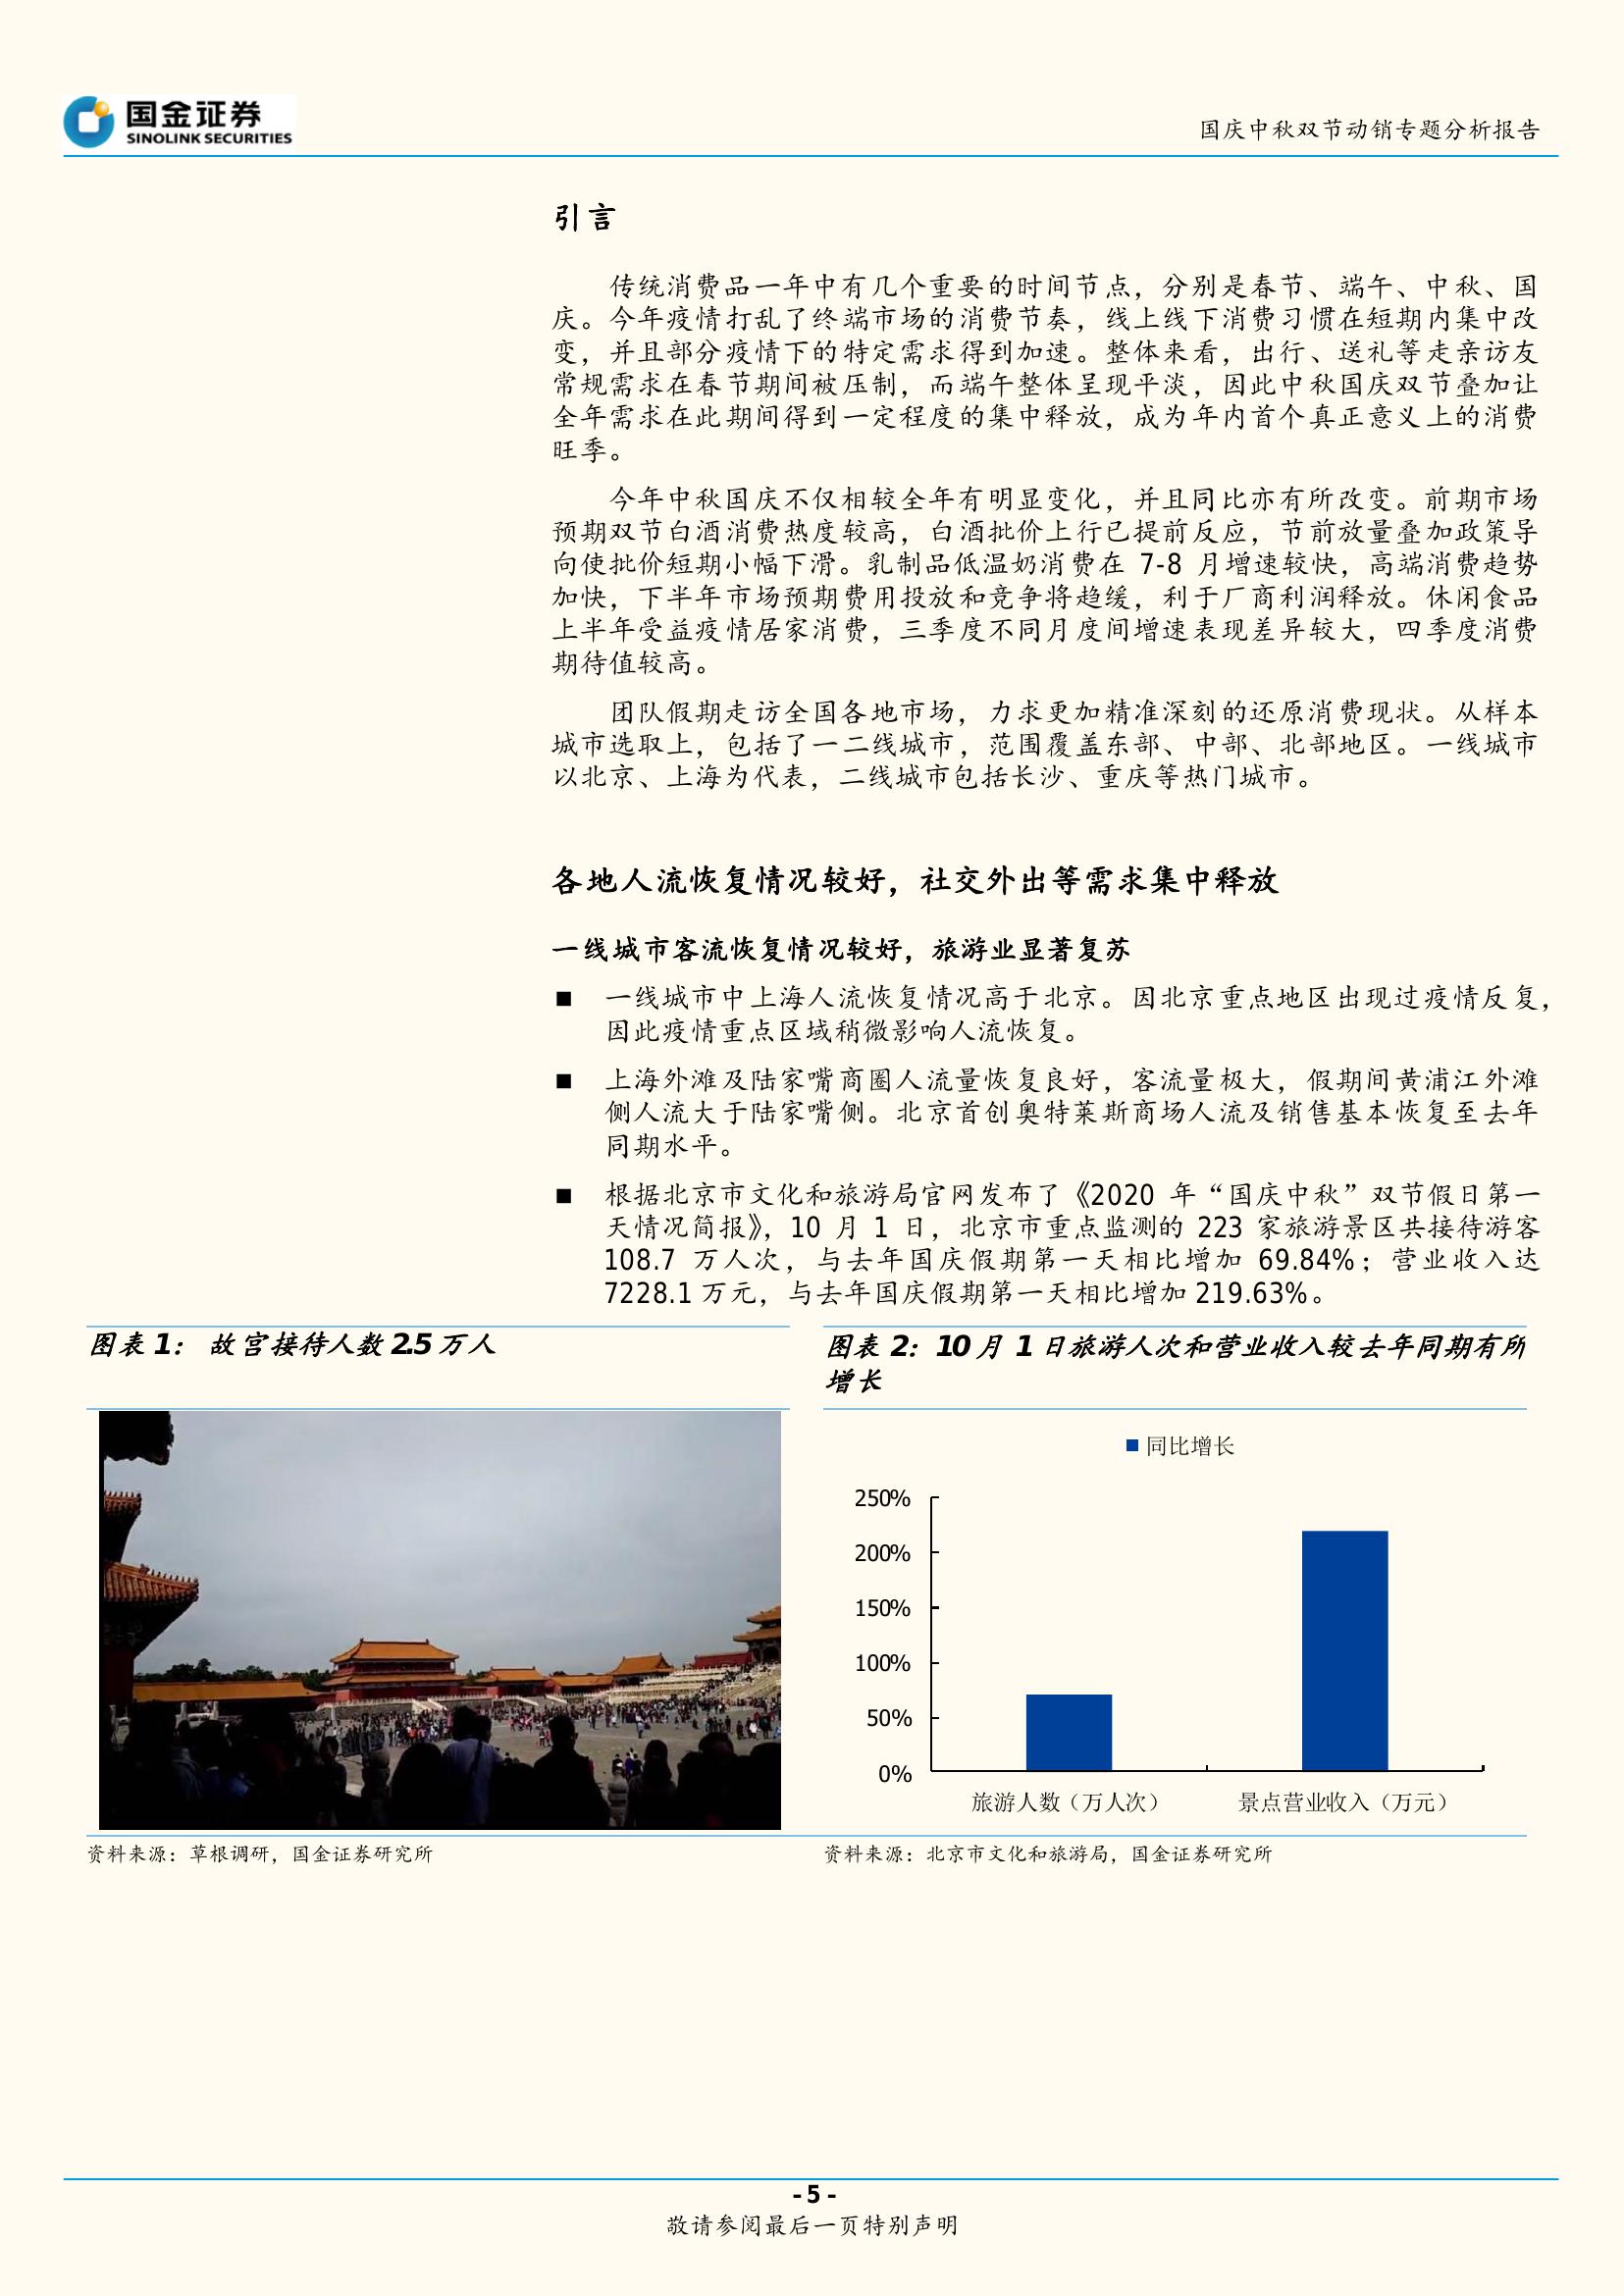 国金证券
SINOLINK SECURITIES
国庆中秋双节动销专题分析报告
引言
传统消费品一年中有几个重要的时间节点，分别是春节、端午、中秋、国
庆。今年疫情打乱了终端市场的消费节奏，线上线下消费习惯在短期内集中改
变，并且部分疫情下的特定需求得到加速。整体来看，出行、送礼等走亲访友
常规需求在春节期间被压制，而端午整体呈现平淡，因此中秋国庆双节叠加让
全年需求在此期间得到一定程度的集中释放，成为年内首个真正意义上的消费
旺季。
今年中秋国庆不仅相较全年有明显变化，并且同比亦有所改变。前期市场
预期双节白酒消费热度较高，白酒批价上行已提前反应，节前放量叠加政策导
向使批价短期小幅下滑。乳制品低温奶消费在 7-8 月增速较快，高端消费趋势
加快，下半年市场预期费用投放和竞争将趋缓，利于厂商利润释放。休闲食品
上半年受益疫情居家消费，三季度不同月度间增速表现差异较大，四季度消费
期待值较高。
团队假期走访全国各地市场，力求更加精准深刻的还原消费现状。从样本
城市选取上，包括了一二线城市，范围覆盖东部、中部、北部地区。一线城市
以北京、上海为代表，二线城市包括长沙、重庆等热门城市。
各地人流恢复情况较好，社交外出等需求集中释放
一线城市客流恢复情况较好，旅游业显著复苏
■ 一线城市中上海人流恢复情况高于北京。因北京重点地区出现过疫情反复，
因此疫情重点区域稍微影响人流恢复。
■ 上海外滩及陆家嘴商圈人流量恢复良好，客流量极大，假期间黄浦江外滩
侧人流大于陆家嘴侧。北京首创奥特莱斯商场人流及销售基本恢复至去年
同期水平。
■ 根据北京市文化和旅游局官网发布了《2020 年“国庆中秋”双节假日第一
天情况简报》，10 月 1 日，北京市重点监测的 223 家旅游景区共接待游客
108.7 万人次，与去年国庆假期第一天相比增加 69.84%；营业收入达
7228.1 万元，与去年国庆假期第一天相比增加 219.63%。
图表 1： 故宫接待人数 2.5 万人
图表 2：10 月 1 日旅游人次和营业收入较去年同期有所
增长
同比增长
250%
200%
150%
100%
50%
0%
旅游人数（万人次）
景点营业收入（万元）
资料来源：草根调研，国金证券研究所
资料来源：北京市文化和旅游局，国金证券研究所
- 5 -
敬请参阅最后一页特别声明